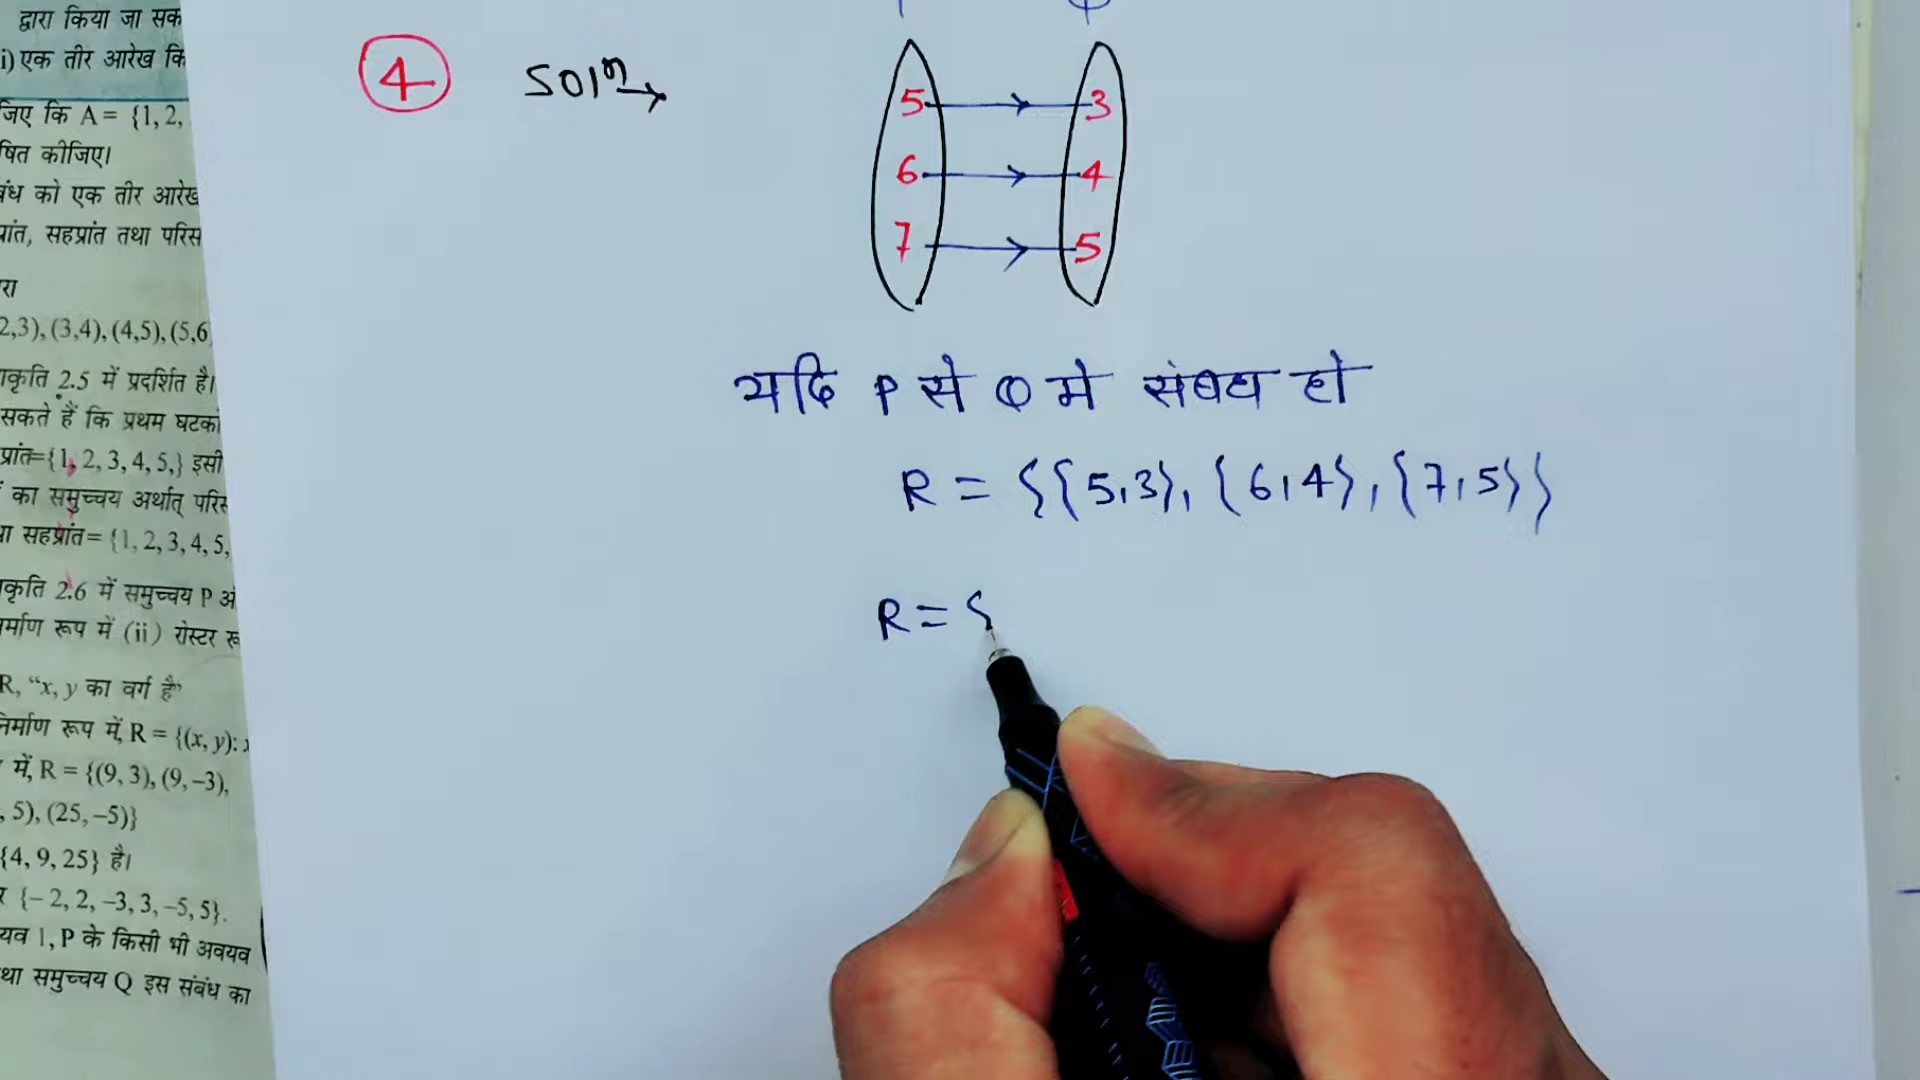 द्वारा किया जा सक
i) एक तीर आरेख कि
जिए कि A = {1, 2,
षित कीजिए।
बंध को एक तीर आरेख
प्रांत, सहप्रांत तथा परिस
रा
2,3), (3,4), (4,5), (5,6
ाकृति 2.5 में प्रदर्शित है।
सकते हैं कि प्रथम घटको
प्रांत={1, 2, 3, 4, 5,} इसी
का समुच्चय अर्थात् परिस
था सहप्रांत= {1, 2, 3, 4, 5,
ाकृति 2.6 में समुच्चय P अ
नर्माण रूप में (ii) रोस्टर रू
R, “x, y का वर्ग है”
निर्माण रूप में, R = {(x, y):
में, R = {(9, 3), (9, –3),
, 5), (25, –5)}
{4, 9, 25} है।
र {– 2, 2, –3, 3, –5, 5}.
यव 1, P के किसी भी अवयव
था समुच्चय Q इस संबंध का
4 Solⁿ→
5 3
6 4
7 5
यदि P से Q मे संबंध हो
R = {{5,3}, {6,4}, {7,5}}
R = {